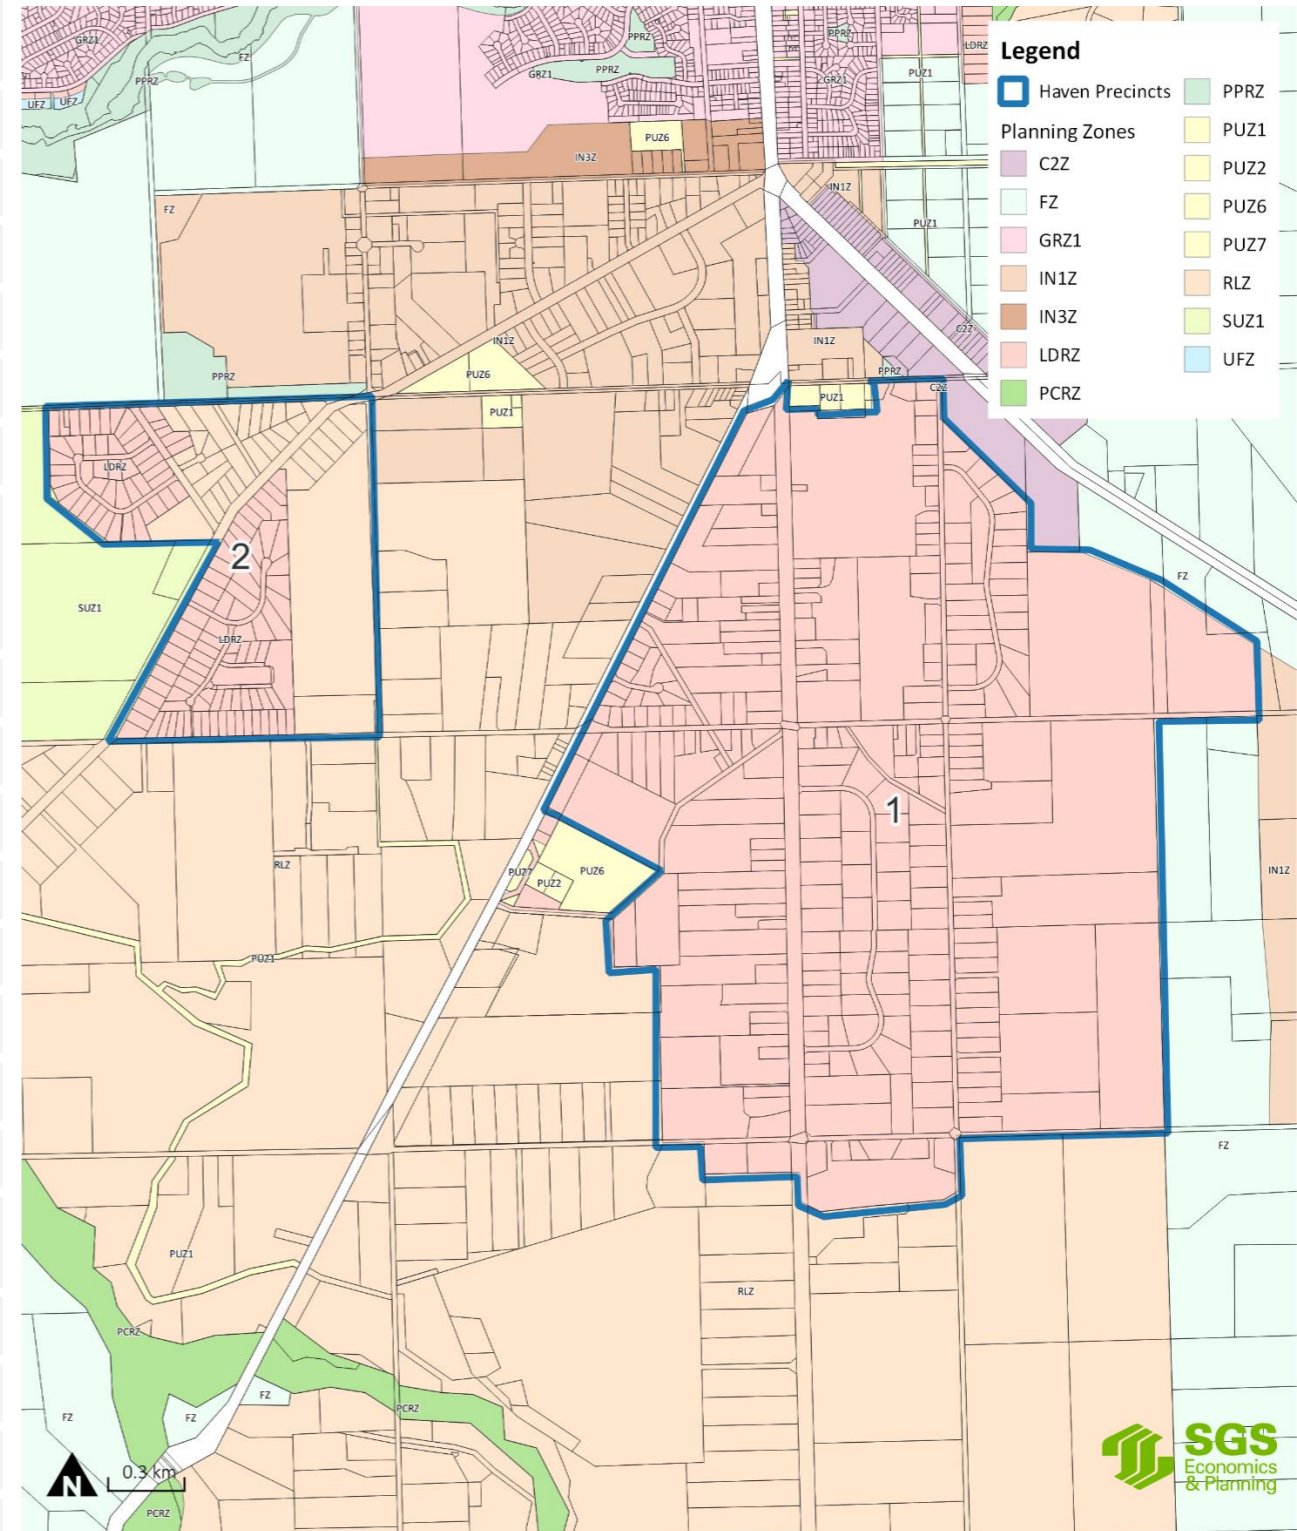 Legend
Haven Precincts
Planning Zones
C2Z
FZ
GRZ1
IN1Z
IN3Z
LDRZ
PCRZ
PPRZ
PUZ1
PUZ2
PUZ6
PUZ7
RLZ
SUZ1
UFZ
GRZ1
FZ
PPRZ
UFZ
UFZ
PPRZ
GRZ1
PPRZ
PPRZ
GRZ1
LDRZ
PUZ1
PUZ6
IN3Z
IN1Z
FZ
PUZ1
IN1Z
C2Z
IN1Z
PUZ6
PPRZ
PPRZ
C2Z
PUZ1
PUZ1
LDRZ
2
FZ
SUZ1
LDRZ
1
RLZ
PUZ7
PUZ2
PUZ6
IN1Z
PUZ1
FZ
PUZ1
RLZ
PCRZ
FZ
PCRZ
FZ
FZ
N
0.3 km
PCRZ
SGS
Economics
& Planning